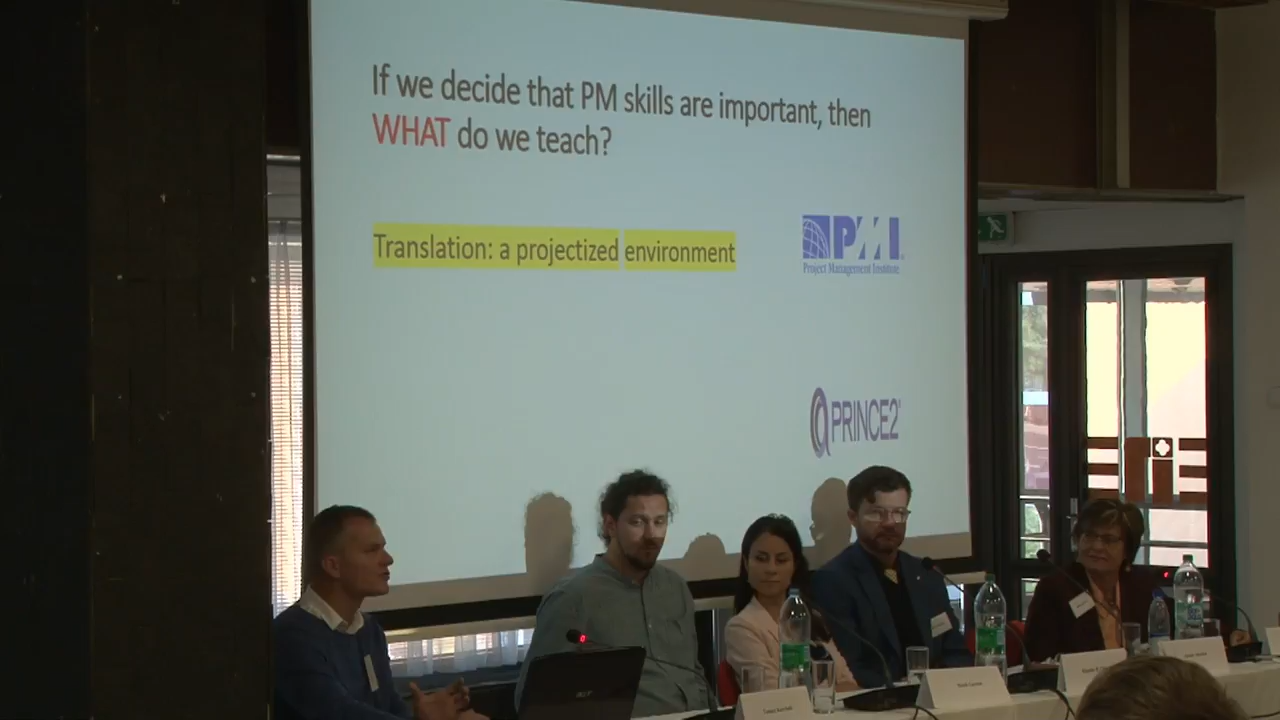 If we decide that PM skills are important, then
WHAT do we teach?
Translation: a projectized environment
PMI
Project Management Institute
PRINCE2
acer